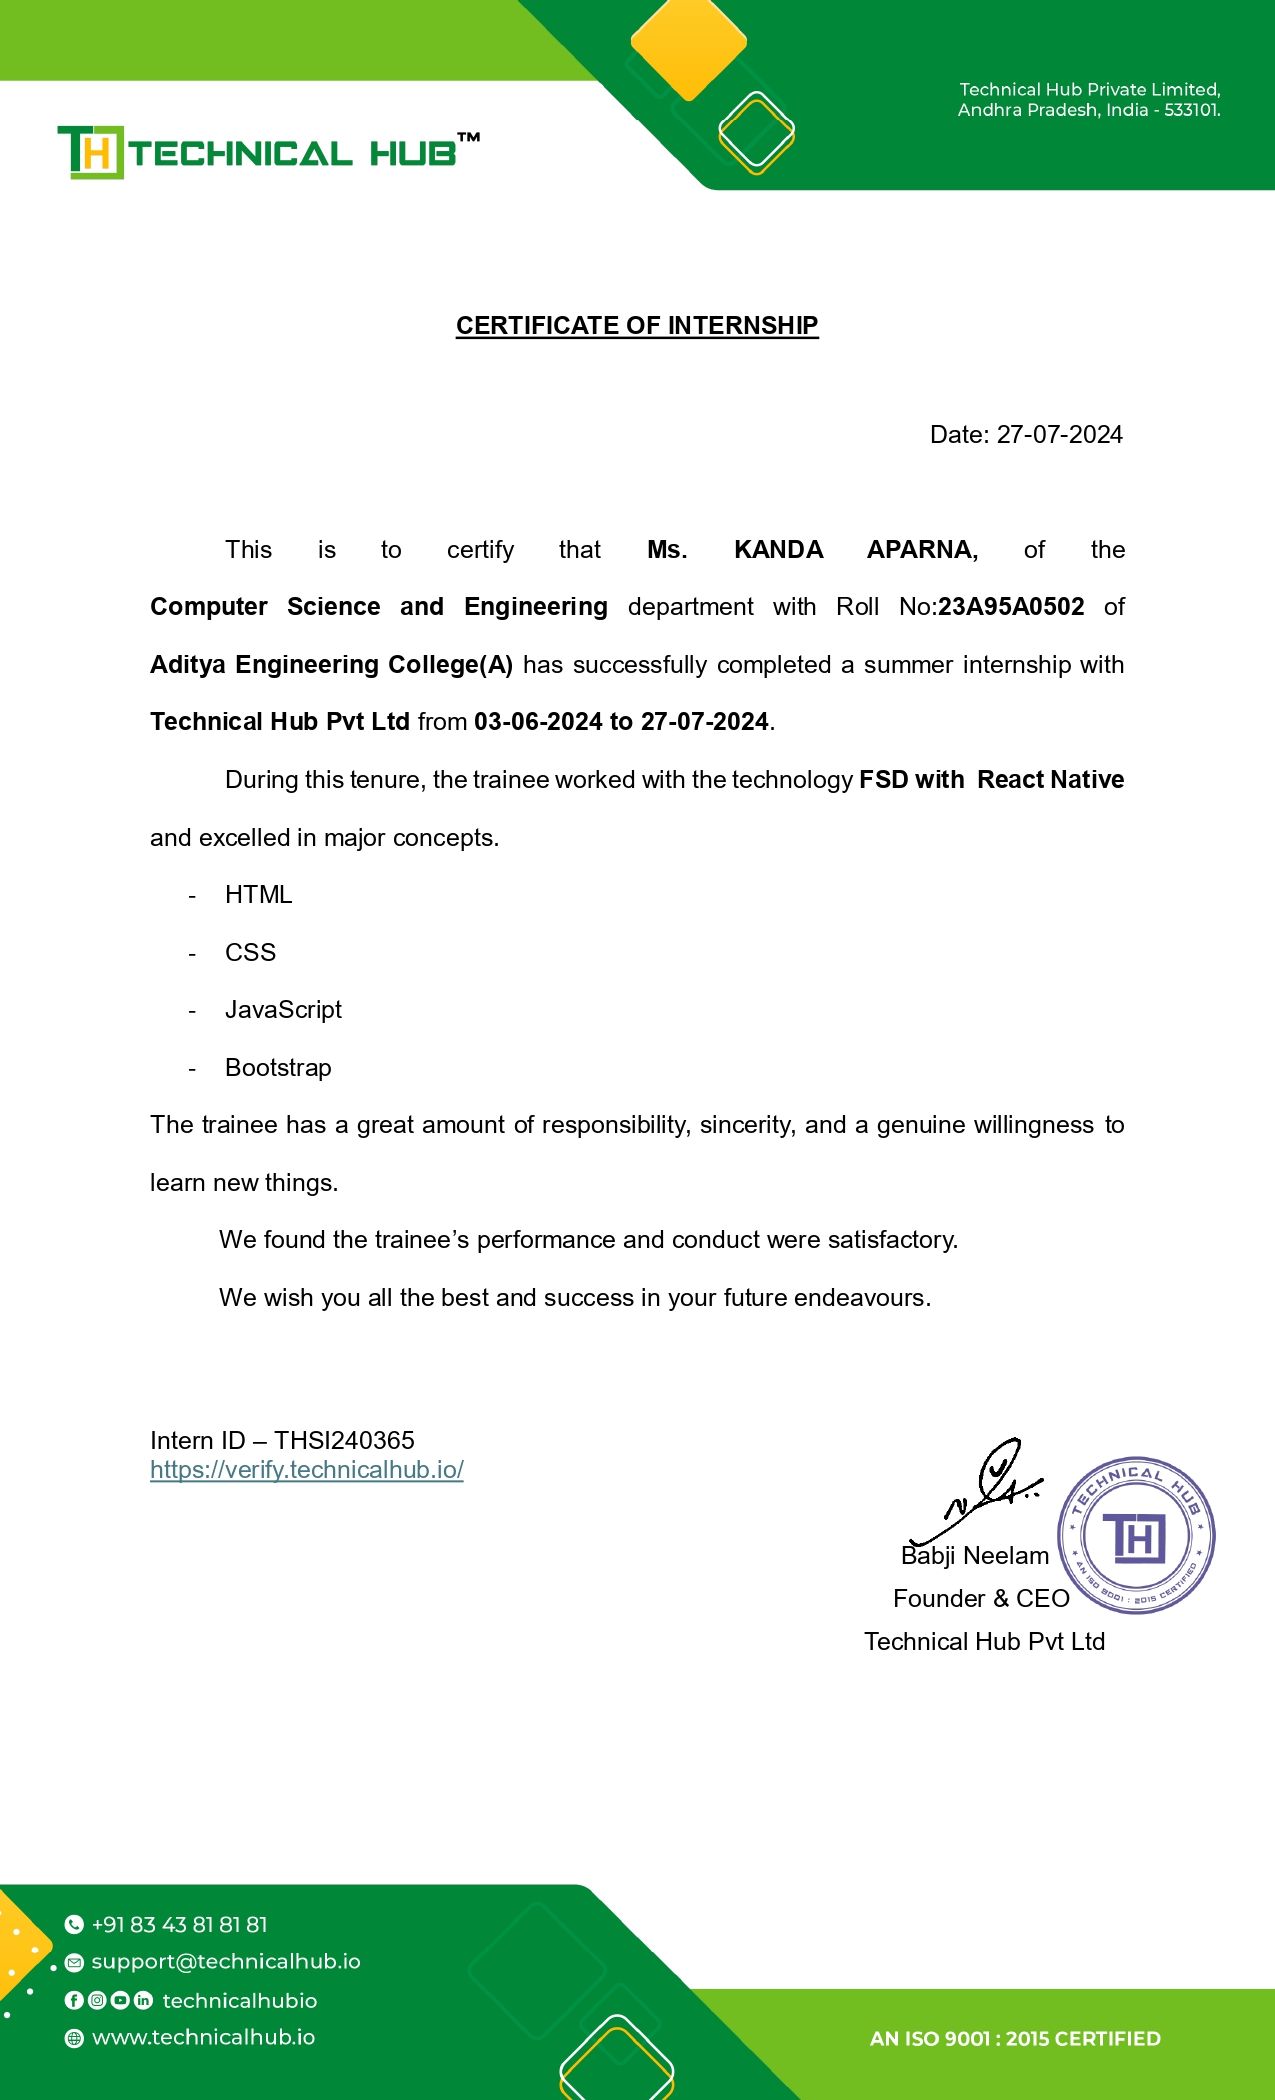 Technical Hub Private Limited,
Andhra Pradesh, India - 533101.
TH TECHNICAL HUB™
CERTIFICATE OF INTERNSHIP
Date: 27-07-2024
This is to certify that Ms. KANDA APARNA, of the
Computer Science and Engineering department with Roll No:23A95A0502 of
Aditya Engineering College(A) has successfully completed a summer internship with
Technical Hub Pvt Ltd from 03-06-2024 to 27-07-2024.
During this tenure, the trainee worked with the technology FSD with  React Native
and excelled in major concepts.
- HTML
- CSS
- JavaScript
- Bootstrap
The trainee has a great amount of responsibility, sincerity, and a genuine willingness to
learn new things.
We found the trainee’s performance and conduct were satisfactory.
We wish you all the best and success in your future endeavours.
Intern ID – THSI240365
https://verify.technicalhub.io/
Babji Neelam
Founder & CEO
Technical Hub Pvt Ltd
TECHNICAL HUB
TH
AN ISO 9001 : 2015 CERTIFIED
+91 83 43 81 81 81
support@technicalhub.io
technicalhubio
www.technicalhub.io
AN ISO 9001 : 2015 CERTIFIED